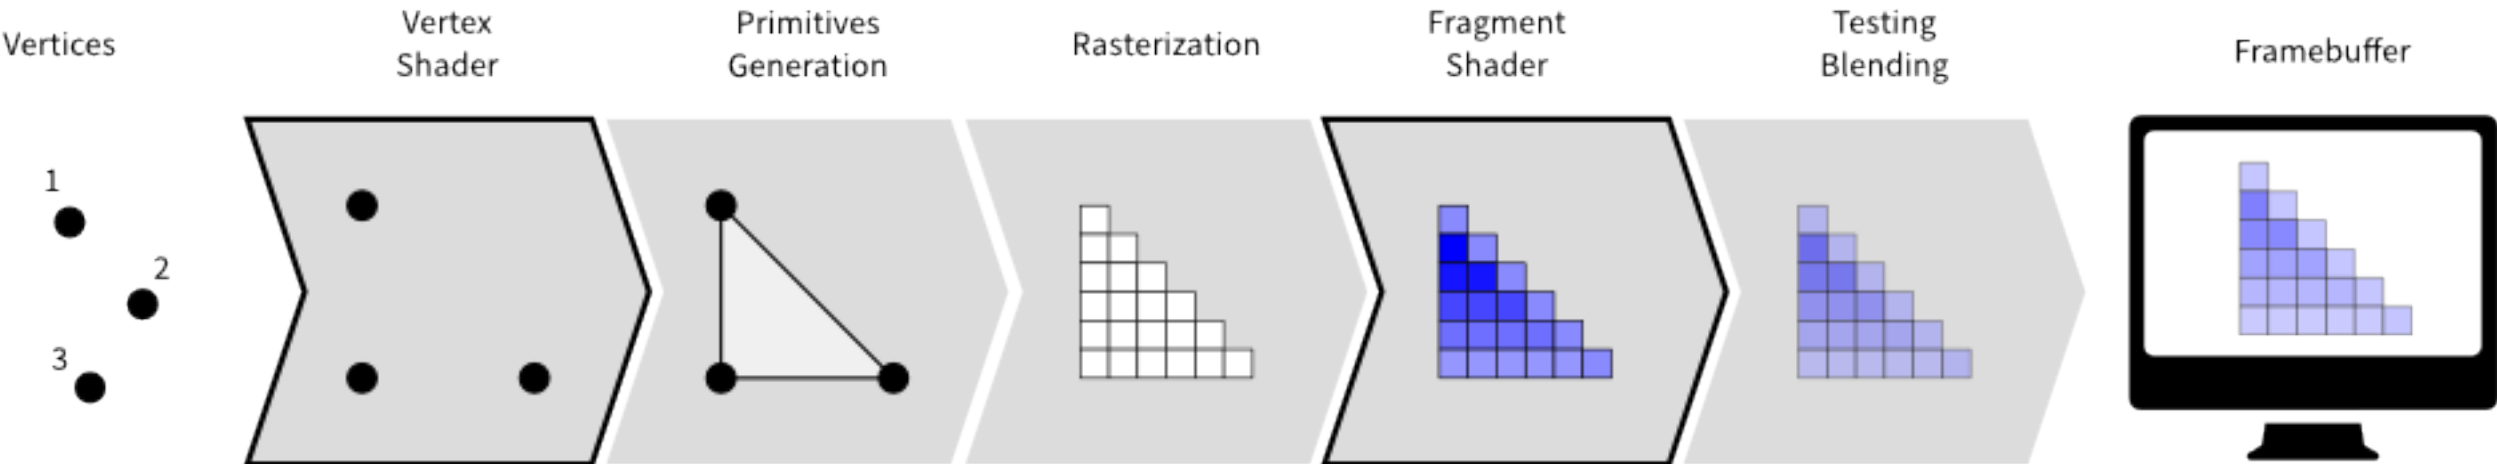 Vertices
Vertex
Shader
Primitives
Generation
Rasterization
Fragment
Shader
Testing
Blending
Framebuffer
1
2
3